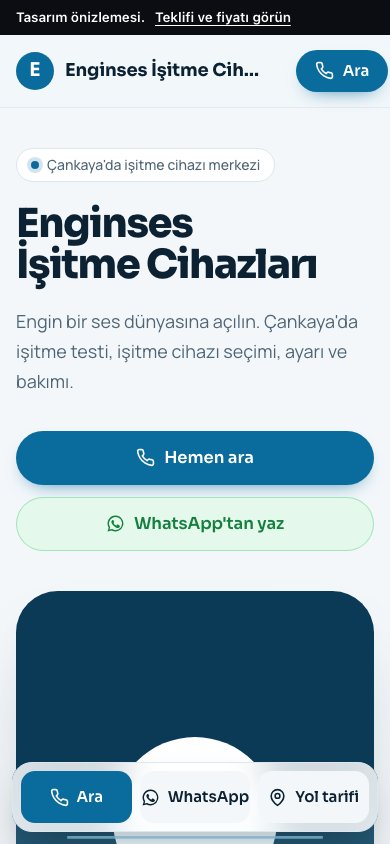 Tasarım önizlemesi. Teklifi ve fiyatı görün
E Enginses İşitme Cih... Ara
Çankaya'da işitme cihazı merkezi
Enginses
İşitme Cihazları
Engin bir ses dünyasına açılın. Çankaya'da
işitme testi, işitme cihazı seçimi, ayarı ve
bakımı.
Hemen ara
WhatsApp'tan yaz
Ara WhatsApp Yol tarifi